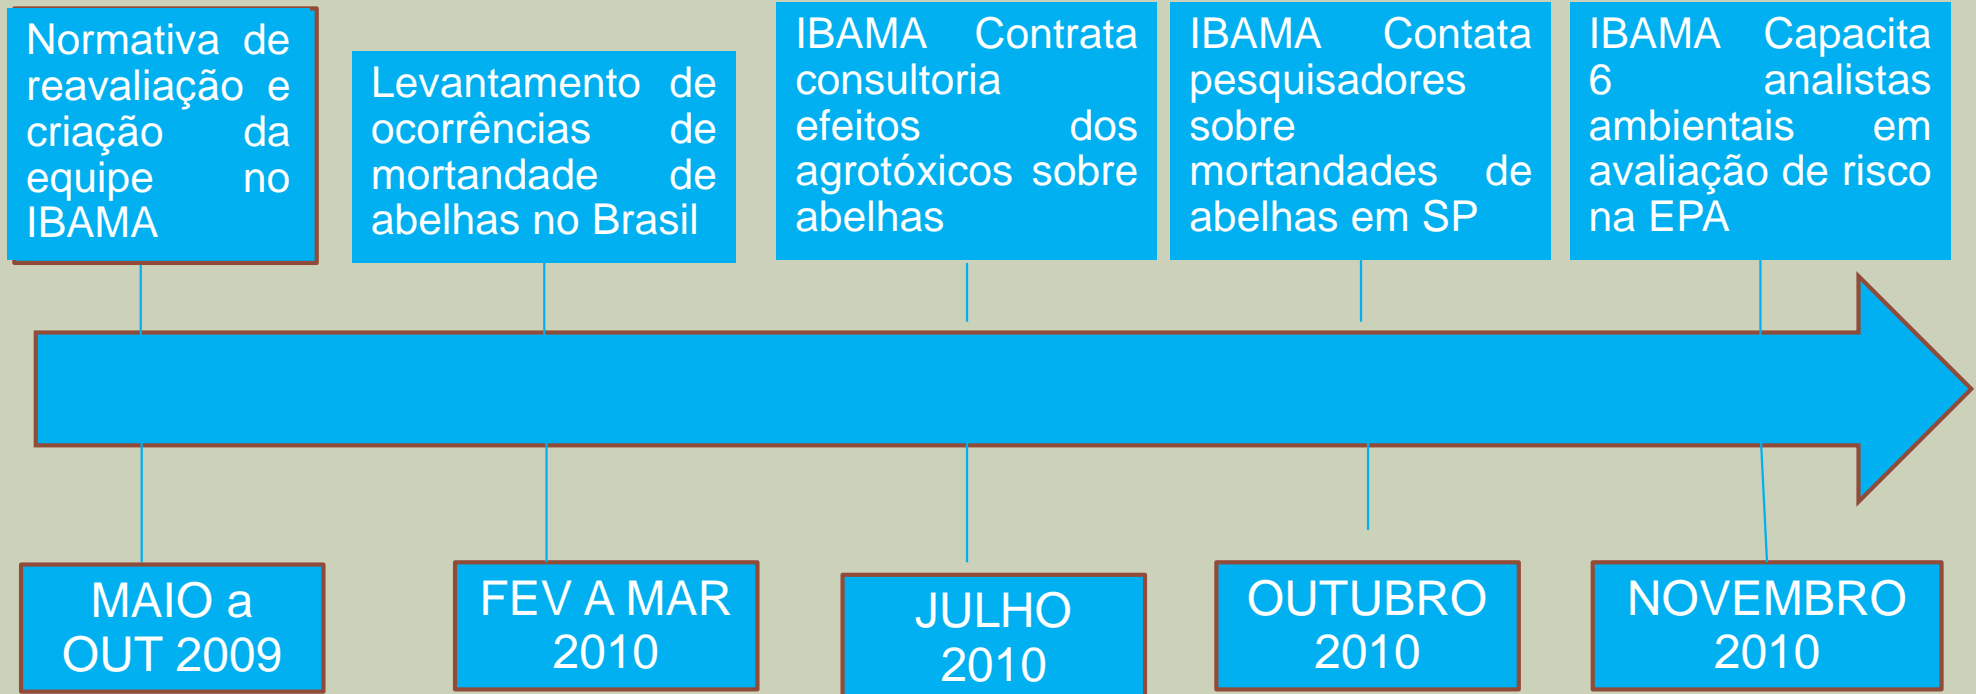 Normativa de
reavaliação e
criação da
equipe no
IBAMA
Levantamento de
ocorrências de
mortandade de
abelhas no Brasil
IBAMA Contrata
consultoria
efeitos dos
agrotóxicos sobre
abelhas
IBAMA Contata
pesquisadores
sobre
mortandades de
abelhas em SP
IBAMA Capacita
6 analistas
ambientais em
avaliação de risco
na EPA
MAIO a
OUT 2009
FEV A MAR
2010
JULHO
2010
OUTUBRO
2010
NOVEMBRO
2010